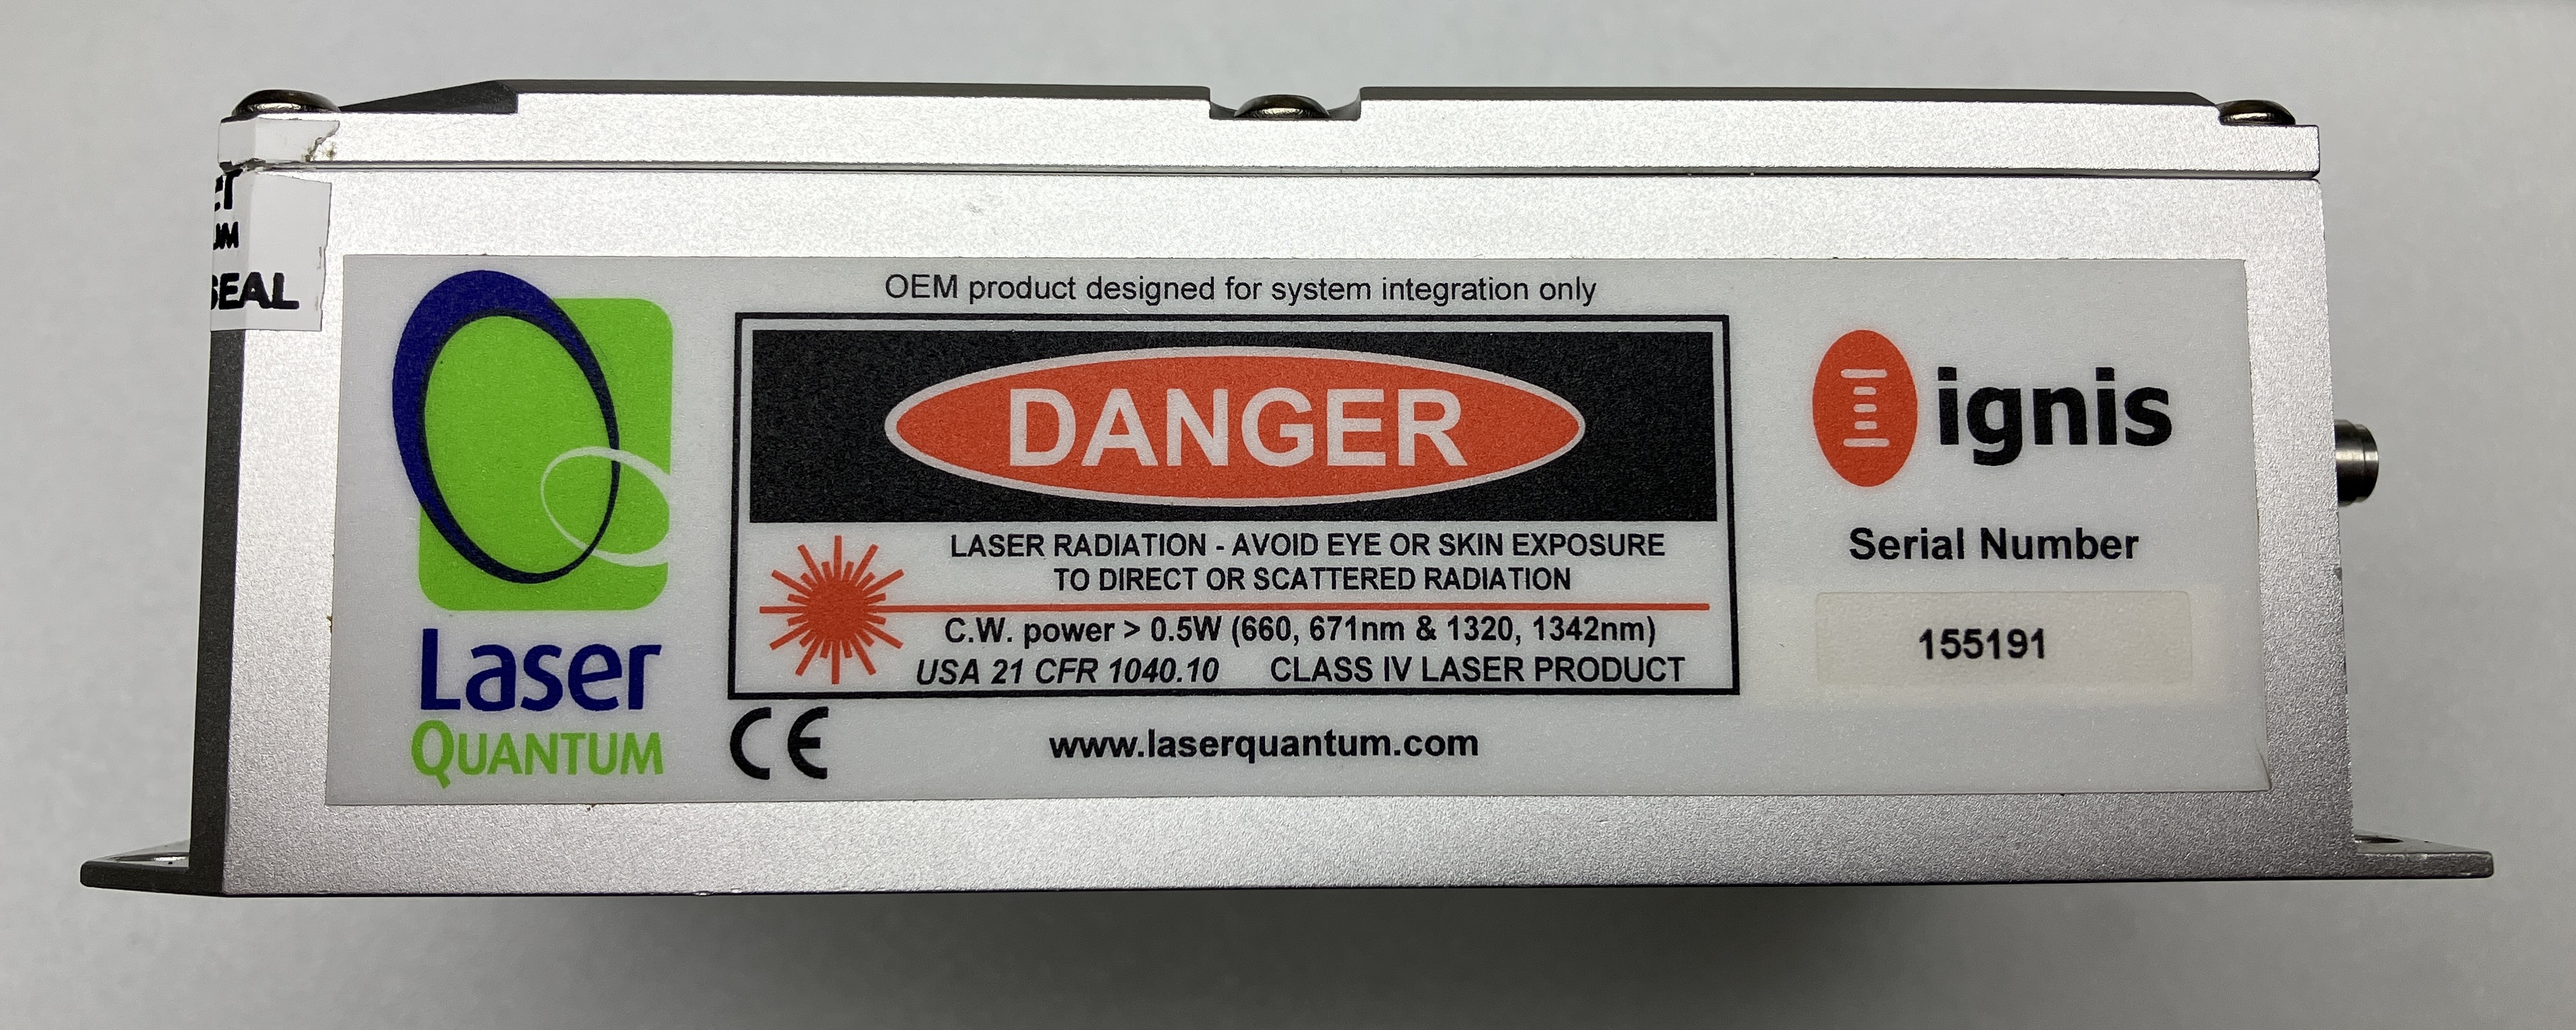 SEAL
OEM product designed for system integration only
DANGER
LASER RADIATION - AVOID EYE OR SKIN EXPOSURE
TO DIRECT OR SCATTERED RADIATION
C.W. power > 0.5W (660, 671nm & 1320, 1342nm)
USA 21 CFR 1040.10 CLASS IV LASER PRODUCT
Laser
QUANTUM
CE
www.laserquantum.com
ignis
Serial Number
155191